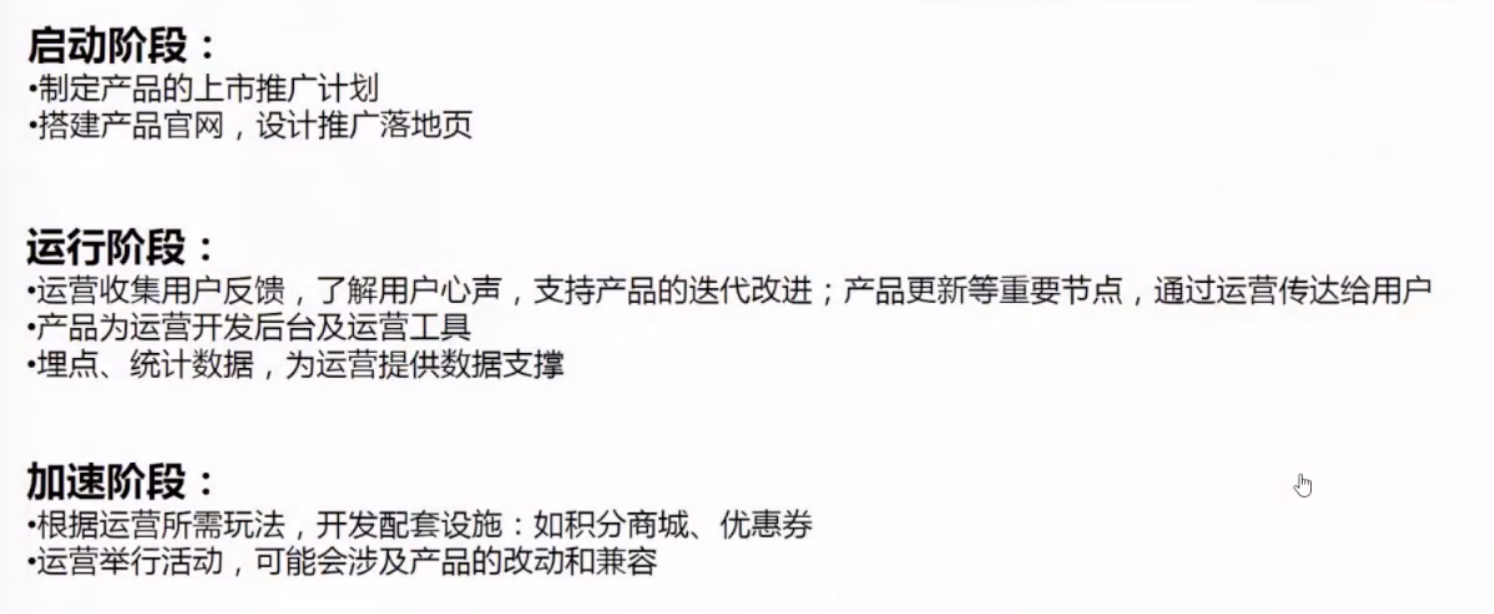 启动阶段：
•制定产品的上市推广计划
•搭建产品官网，设计推广落地页
运行阶段：
•运营收集用户反馈，了解用户心声，支持产品的迭代改进；产品更新等重要节点，通过运营传达给用户
•产品为运营开发后台及运营工具
•埋点、统计数据，为运营提供数据支撑
加速阶段：
•根据运营所需玩法，开发配套设施：如积分商城、优惠券
•运营举行活动，可能会涉及产品的改动和兼容